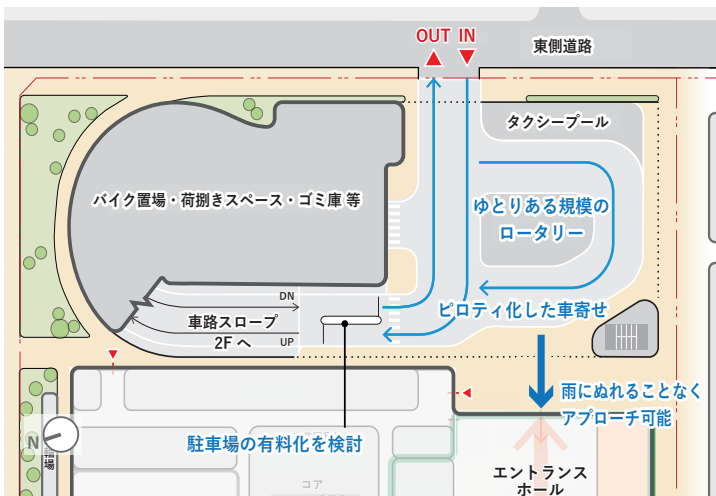 OUT IN
東側道路
タクシープール
バイク置場・荷捌きスペース・ゴミ庫 等
ゆとりある規模の
ロータリー
DN
ピロティ化した車寄せ
車路スロープ
2Fへ
UP
雨にぬれることなく
アプローチ可能
N
場
駐車場の有料化を検討
エントランス
ホール
コア